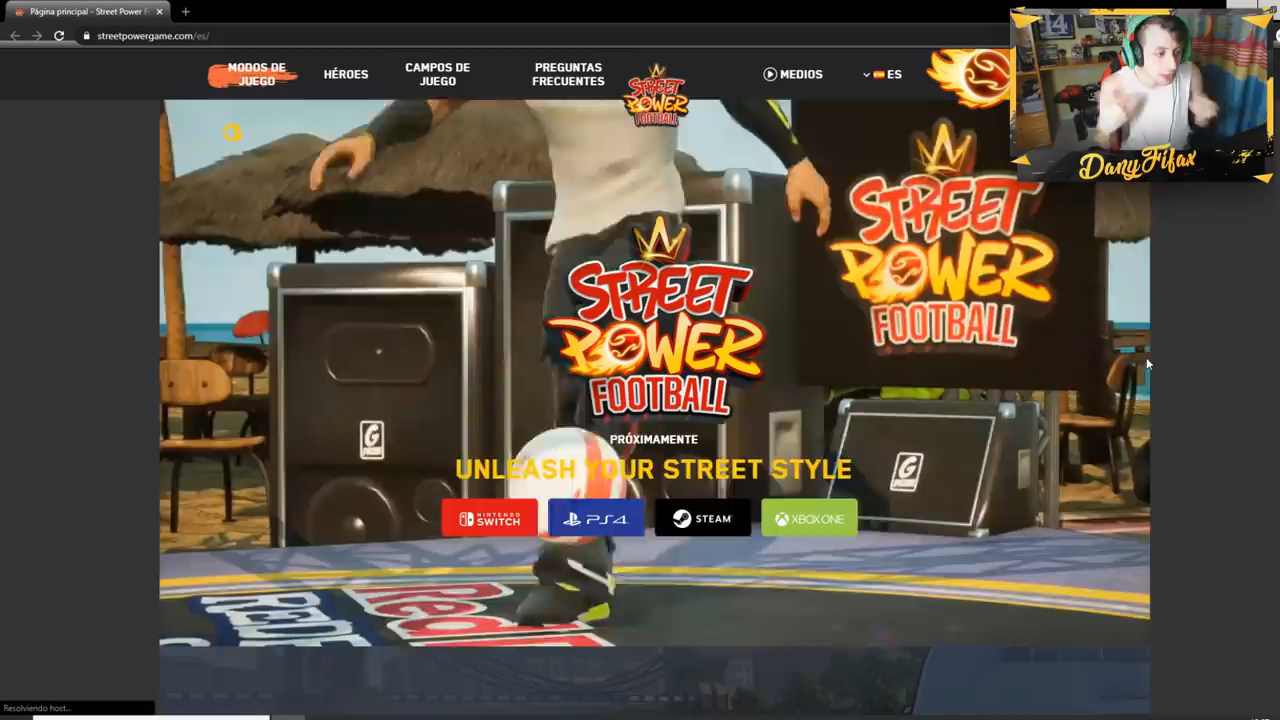 Página principal - Street Power F
streetpowergame.com/es/
MODOS DE
JUEGO
HÉROES
CAMPOS DE
JUEGO
PREGUNTAS
FRECUENTES
STREET
POWER
FOOTBALL
MEDIOS
ES
DanyFifax
STREET
POWER
FOOTBALL
STREET
POWER
FOOTBALL
G
G
PRÓXIMAMENTE
UNLEASH YOUR STREET STYLE
NINTENDO
SWITCH
PS4
STEAM
XBOX ONE
Resolviendo host...